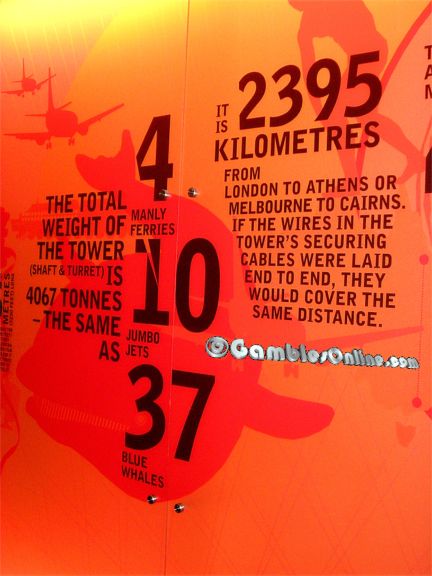 THE TOTAL
WEIGHT OF
THE TOWER
(SHAFT & TURRET) IS
4067 TONNES
– THE SAME
AS
4
MANLY
FERRIES
10
JUMBO
JETS
37
BLUE
WHALES
IT
IS
2395
KILOMETRES
FROM
LONDON TO ATHENS OR
MELBOURNE TO CAIRNS.
IF THE WIRES IN THE
TOWER'S SECURING
CABLES WERE LAID
END TO END, THEY
WOULD COVER THE
SAME DISTANCE.
GamblesOnline.com
METRES